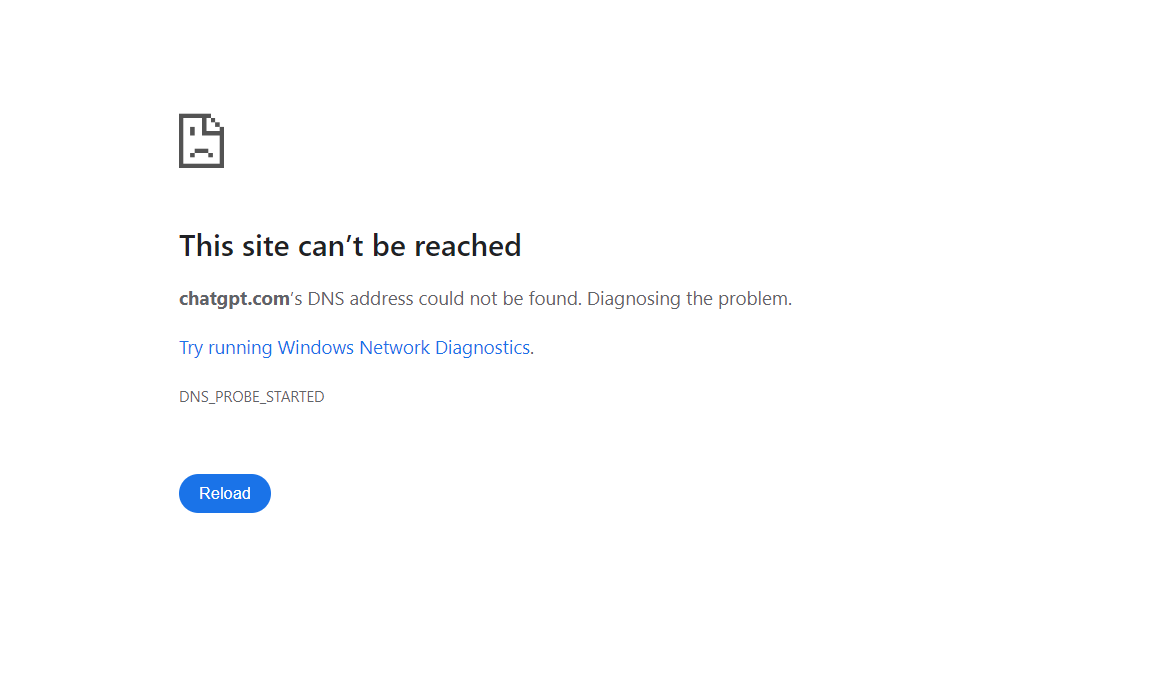 This site can’t be reached
chatgpt.com’s DNS address could not be found. Diagnosing the problem.
Try running Windows Network Diagnostics.
DNS_PROBE_STARTED
Reload